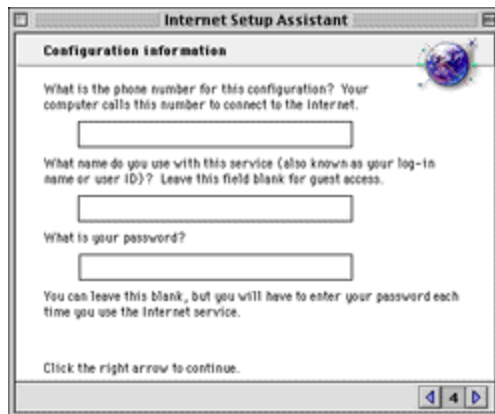 Internet Setup Assistant
Configuration information
What is the phone number for this configuration? Your
computer calls this number to connect to the Internet.
What name do you use with this service (also known as your log-in
name or user ID)? Leave this field blank for guest access.
What is your password?
You can leave this blank, but you will have to enter your password each
time you use the Internet service.
Click the right arrow to continue.
4